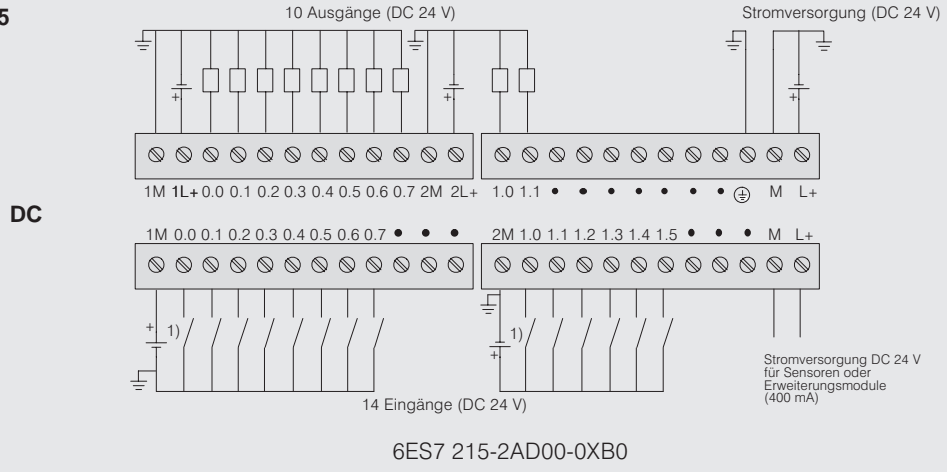 5
10 Ausgänge (DC 24 V)
Stromversorgung (DC 24 V)
+ + +
1M 1L+ 0.0 0.1 0.2 0.3 0.4 0.5 0.6 0.7 2M 2L+ 1.0 1.1 • • • • • • • M L+
DC
1M 0.0 0.1 0.2 0.3 0.4 0.5 0.6 0.7 • • • 2M 1.0 1.1 1.2 1.3 1.4 1.5 • • • M L+
+ 1)
1)
+
Stromversorgung DC 24 V
für Sensoren oder
Erweiterungsmodule
(400 mA)
14 Eingänge (DC 24 V)
6ES7 215-2AD00-0XB0